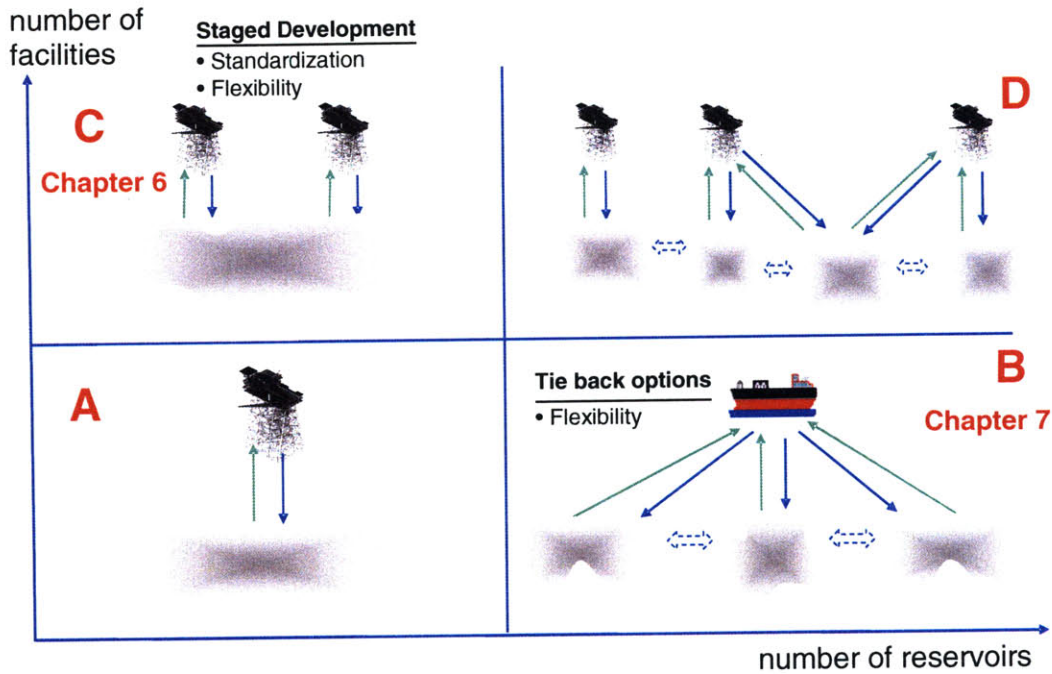 number of
facilities
Staged Development
• Standardization
• Flexibility
C
Chapter 6
D
A
Tie back options
• Flexibility
B
Chapter 7
number of reservoirs